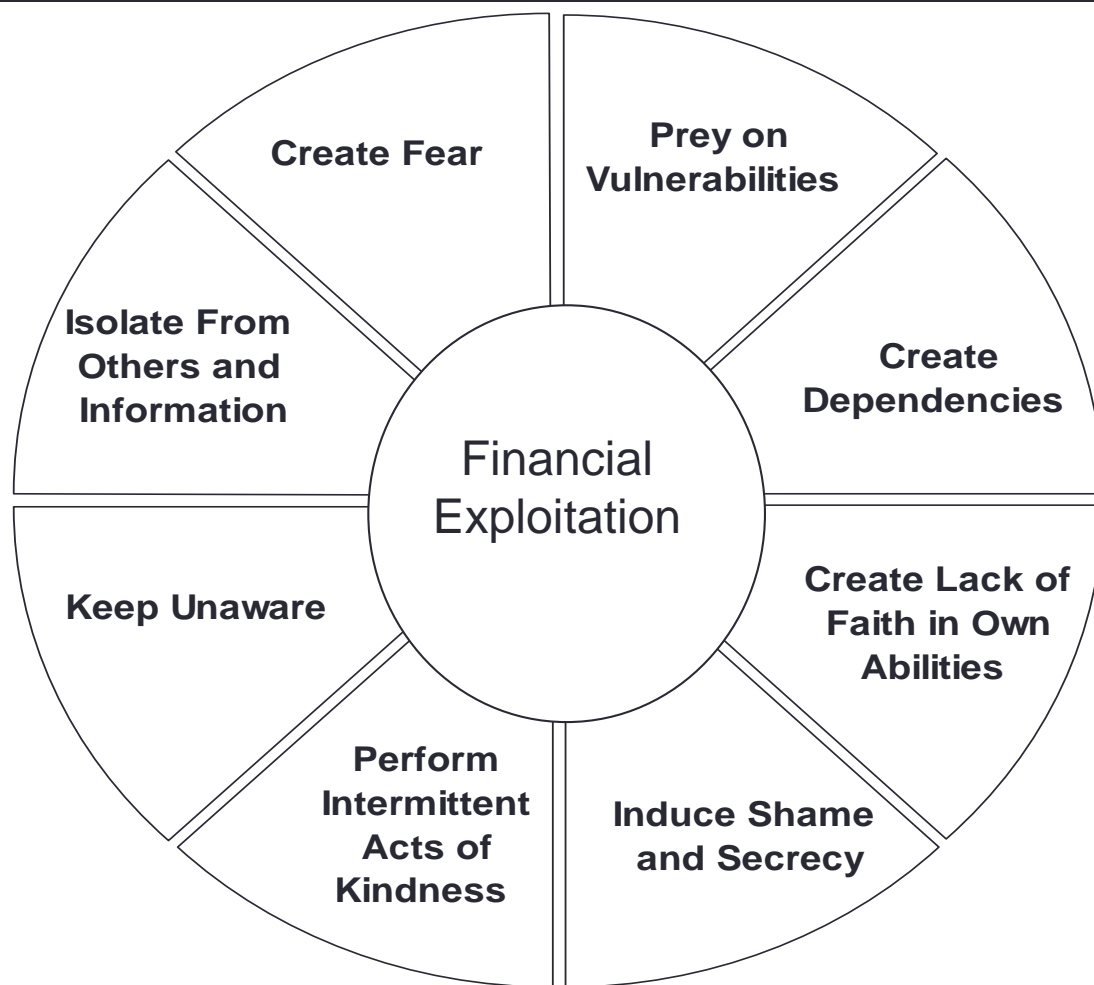 Create Fear
Prey on
Vulnerabilities
Create
Dependencies
Create Lack of
Faith in Own
Abilities
Induce Shame
and Secrecy
Perform
Intermittent
Acts of
Kindness
Keep Unaware
Isolate From
Others and
Information
Financial
Exploitation